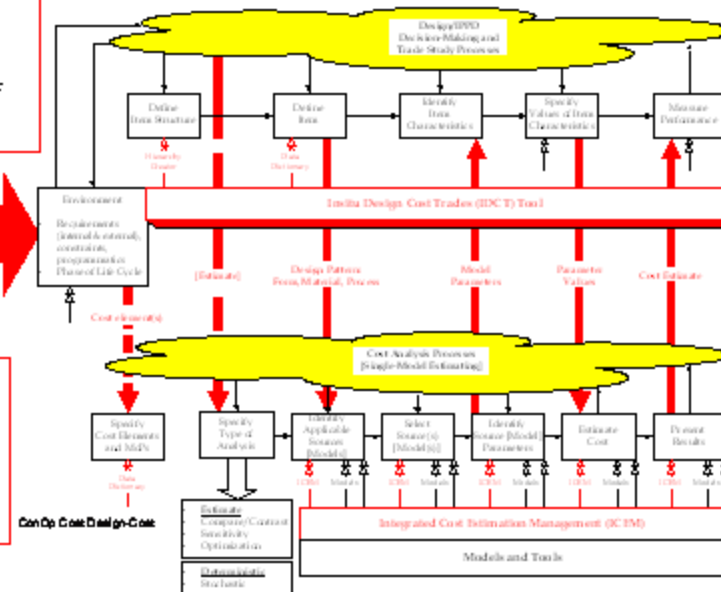 Design/IPPD
Decision-Making and
Trade Study Processes
Define
Item Structure
Define
Item
Identify
Item
Characteristics
Specify
Values of Item
Characteristics
Measure
Performance
Hierarchy
Creator
Data
Dictionary
Environment
Requirements
(internal & external),
constraints,
programmatics
Phase of Life Cycle
Insitu Design Cost Trades (IDCT) Tool
[Estimate]
Design Pattern:
Form, Material, Process
Model
Parameters
Parameter
Values
Cost Estimate
Cost element(s)
Cost Analysis Processes
[Single-Model Estimating]
Specify
Cost Elements
and MoPs
Specify
Type of
Analysis
Identify
Applicable
Sources
[Models]
Select
Source(s)
[Model(s)]
Identify
Source [Model]
Parameters
Estimate
Cost
Present
Results
Data
Dictionary
ICEM
Models
ICEM
Models
ICEM
Models
ICEM
Models
ICEM
Models
ConOp Cost Design-Cost
Estimate
Compare/Contrast
Sensitivity
Optimization
Integrated Cost Estimation Management (ICEM)
Models and Tools
Deterministic
Stochastic